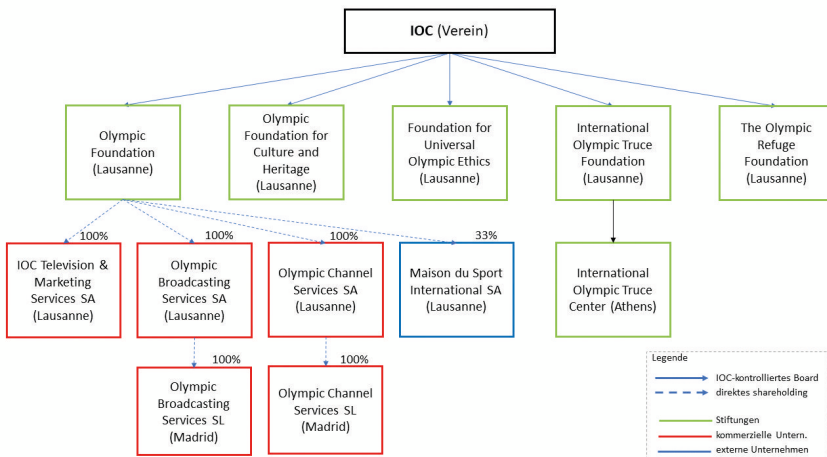 IOC (Verein)
Olympic
Foundation
(Lausanne)
Olympic
Foundation for
Culture and
Heritage
(Lausanne)
Foundation for
Universal
Olympic Ethics
(Lausanne)
International
Olympic Truce
Foundation
(Lausanne)
The Olympic
Refuge
Foundation
(Lausanne)
100%
100%
100%
33%
IOC Television &
Marketing
Services SA
(Lausanne)
Olympic
Broadcasting
Services SA
(Lausanne)
Olympic Channel
Services SA
(Lausanne)
Maison du Sport
International SA
(Lausanne)
International
Olympic Truce
Center (Athens)
100%
100%
Olympic
Broadcasting
Services SL
(Madrid)
Olympic Channel
Services SL
(Madrid)
Legende
IOC-kontrolliertes Board
direktes shareholding
Stiftungen
kommerzielle Untern.
externe Unternehmen